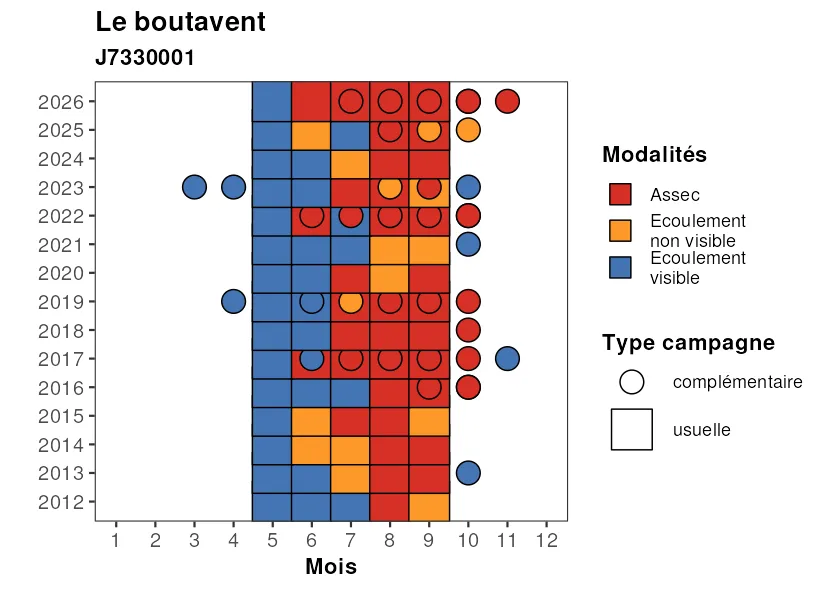 Le boutavent
J7330001
2026
2025
2024
2023
2022
2021
2020
2019
2018
2017
2016
2015
2014
2013
2012
1 2 3 4 5 6 7 8 9 10 11 12
Mois
Modalités
Assec
Ecoulement
non visible
Ecoulement
visible
Type campagne
complémentaire
usuelle